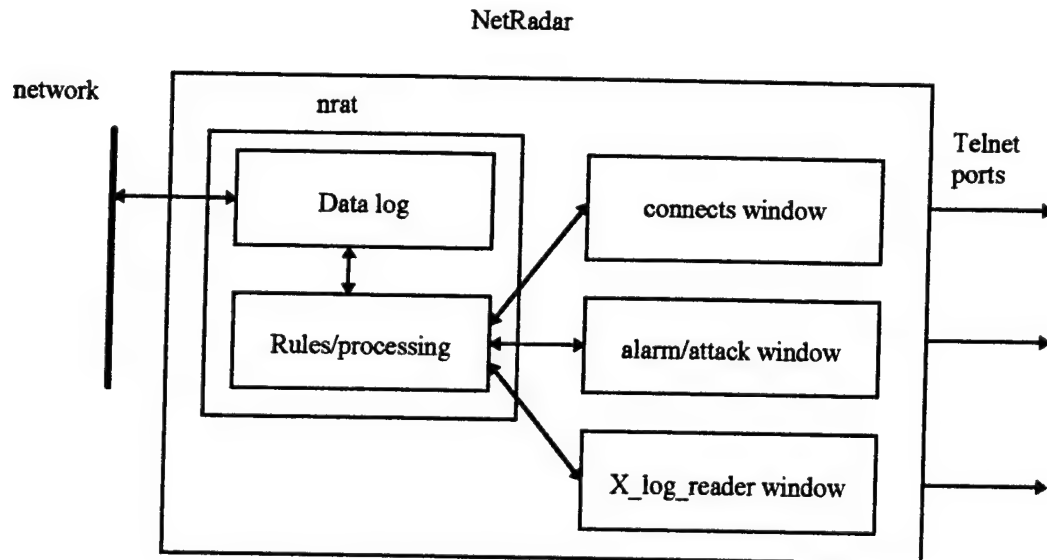 NetRadar
network
nrat
Telnet
ports
Data log
connects window
Rules/processing
alarm/attack window
X_log_reader window